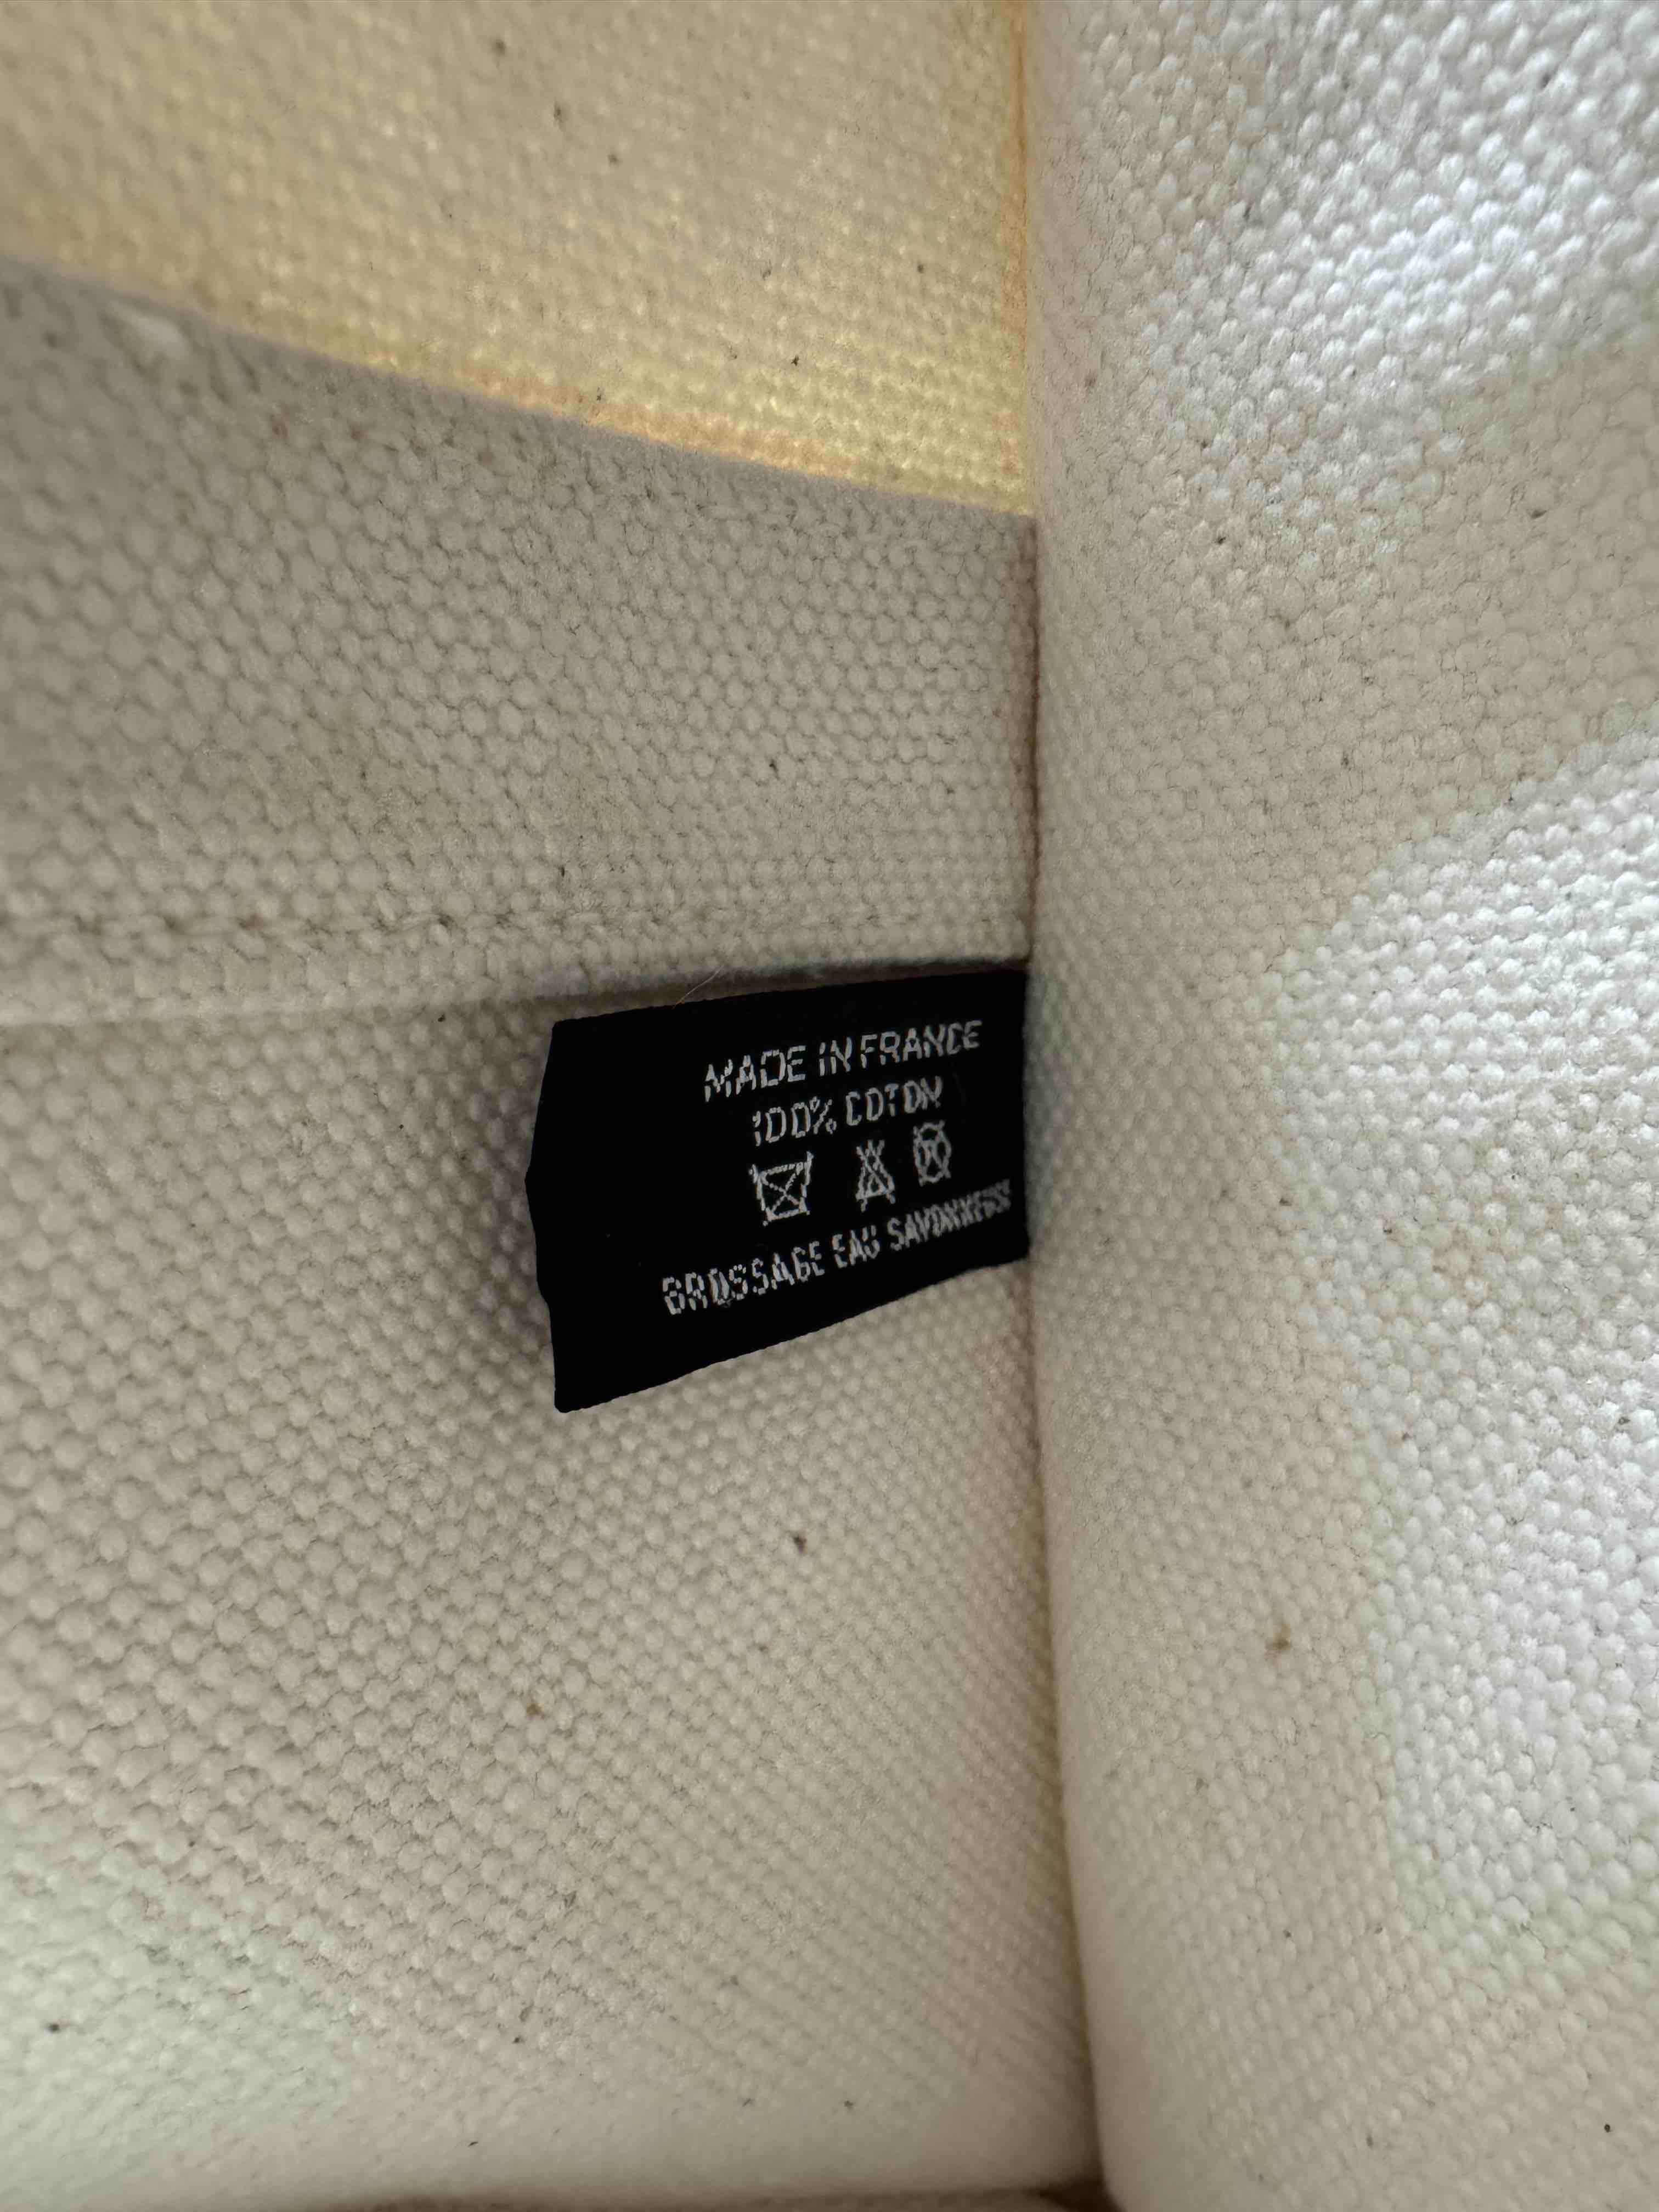 MADE IN FRANCE
100% COTON
BROSSAGE EAU SAVONNEUSE